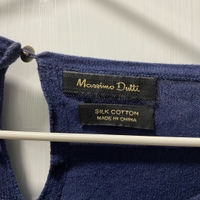 Massimo Dutti
SILK COTTON
MADE IN CHINA